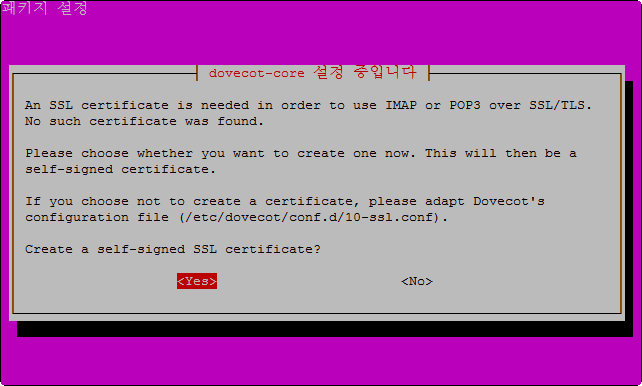 패키지 설정
dovecot-core 설정 중입니다
An SSL certificate is needed in order to use IMAP or POP3 over SSL/TLS.
No such certificate was found.
Please choose whether you want to create one now. This will then be a
self-signed certificate.
If you choose not to create a certificate, please adapt Dovecot's
configuration file (/etc/dovecot/conf.d/10-ssl.conf).
Create a self-signed SSL certificate?
<Yes> <No>